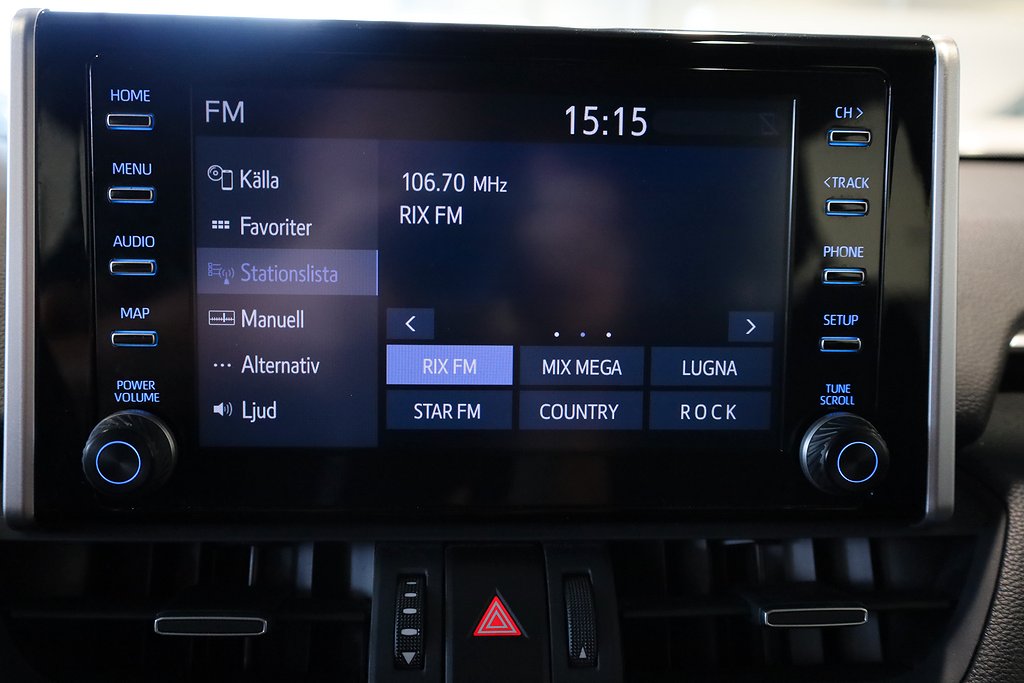 HOME
MENU
AUDIO
MAP
POWER
VOLUME
FM
15:15
Källa
Favoriter
Stationslista
Manuell
Alternativ
Ljud
106.70 MHz
RIX FM
< >
RIX FM MIX MEGA LUGNA
STAR FM COUNTRY ROCK
CH >
< TRACK
PHONE
SETUP
TUNE
SCROLL